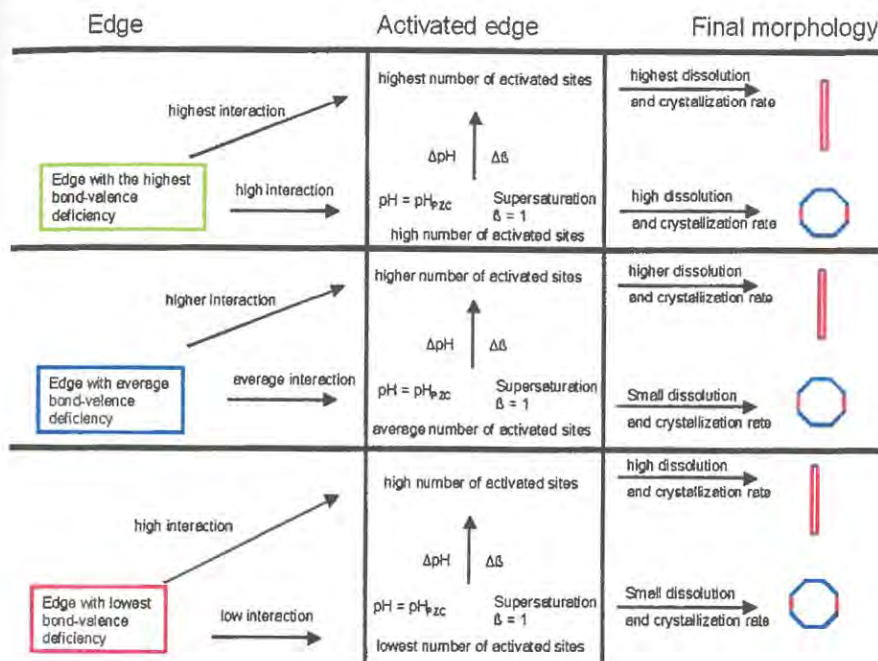 Edge
Activated edge
Final morphology
highest interaction
highest number of activated sites
highest dissolution
and crystallization rate
ΔpH
Δß
Edge with the highest
bond-valence
deficiency
high interaction
pH = pHPZC
Supersaturation
ß = 1
high number of activated sites
high dissolution
and crystallization rate
higher interaction
higher number of activated sites
higher dissolution
and crystallization rate
ΔpH
Δß
Edge with average
bond-valence
deficiency
average interaction
pH = pHPZC
Supersaturation
ß = 1
average number of activated sites
Small dissolution
and crystallization rate
high interaction
high number of activated sites
high dissolution
and crystallization rate
ΔpH
Δß
Edge with lowest
bond-valence
deficiency
low interaction
pH = pHPZC
Supersaturation
ß = 1
lowest number of activated sites
Small dissolution
and crystallization rate